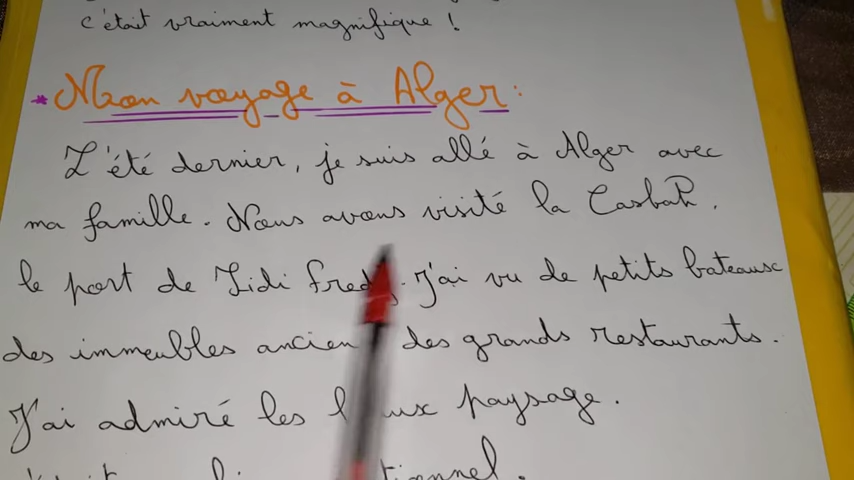 c'était vraiment magnifique !
* Mon voyage à Alger :
L'été dernier, je suis allé à Alger avec
ma famille. Nous avons visité la Casbah,
le port de Sidi fredj. J'ai vu de petits bateaux
des immeubles ancien des grands restaurants.
J'ai admiré les paysage.